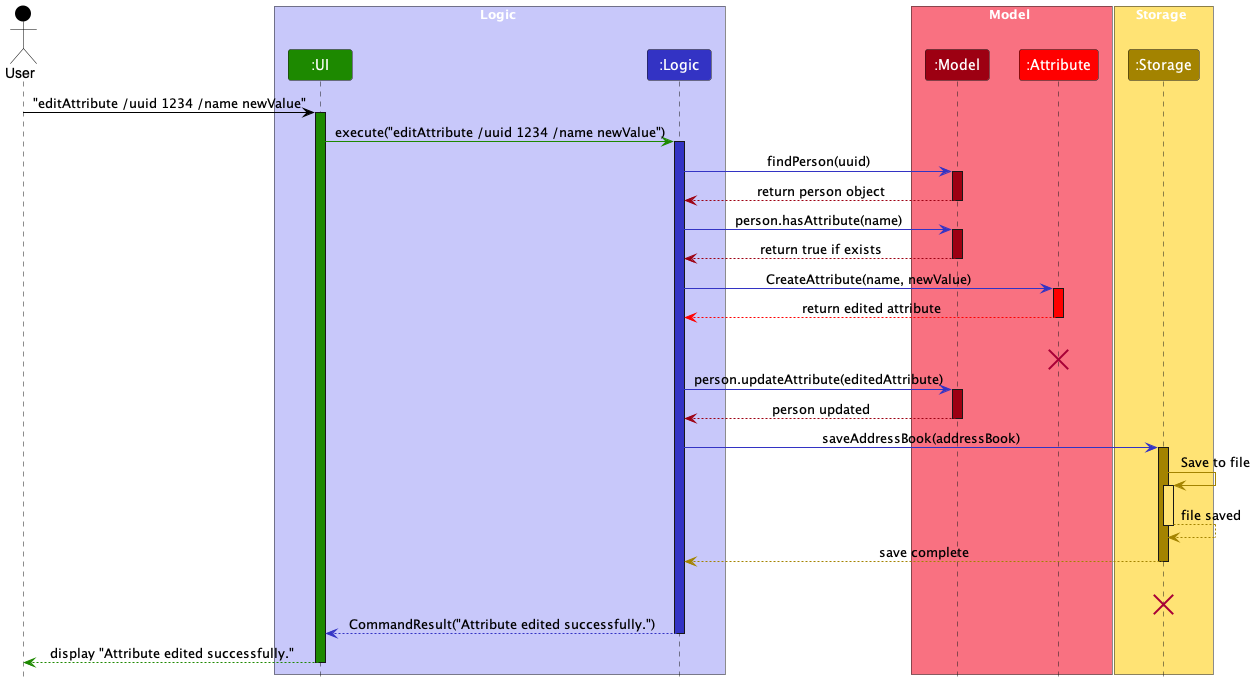 Logic
Model
Storage
User
:UI
:Logic
:Model
:Attribute
:Storage
"editAttribute /uuid 1234 /name newValue"
execute("editAttribute /uuid 1234 /name newValue")
findPerson(uuid)
return person object
person.hasAttribute(name)
return true if exists
CreateAttribute(name, newValue)
return edited attribute
person.updateAttribute(editedAttribute)
person updated
saveAddressBook(addressBook)
Save to file
file saved
save complete
CommandResult("Attribute edited successfully.")
display "Attribute edited successfully."